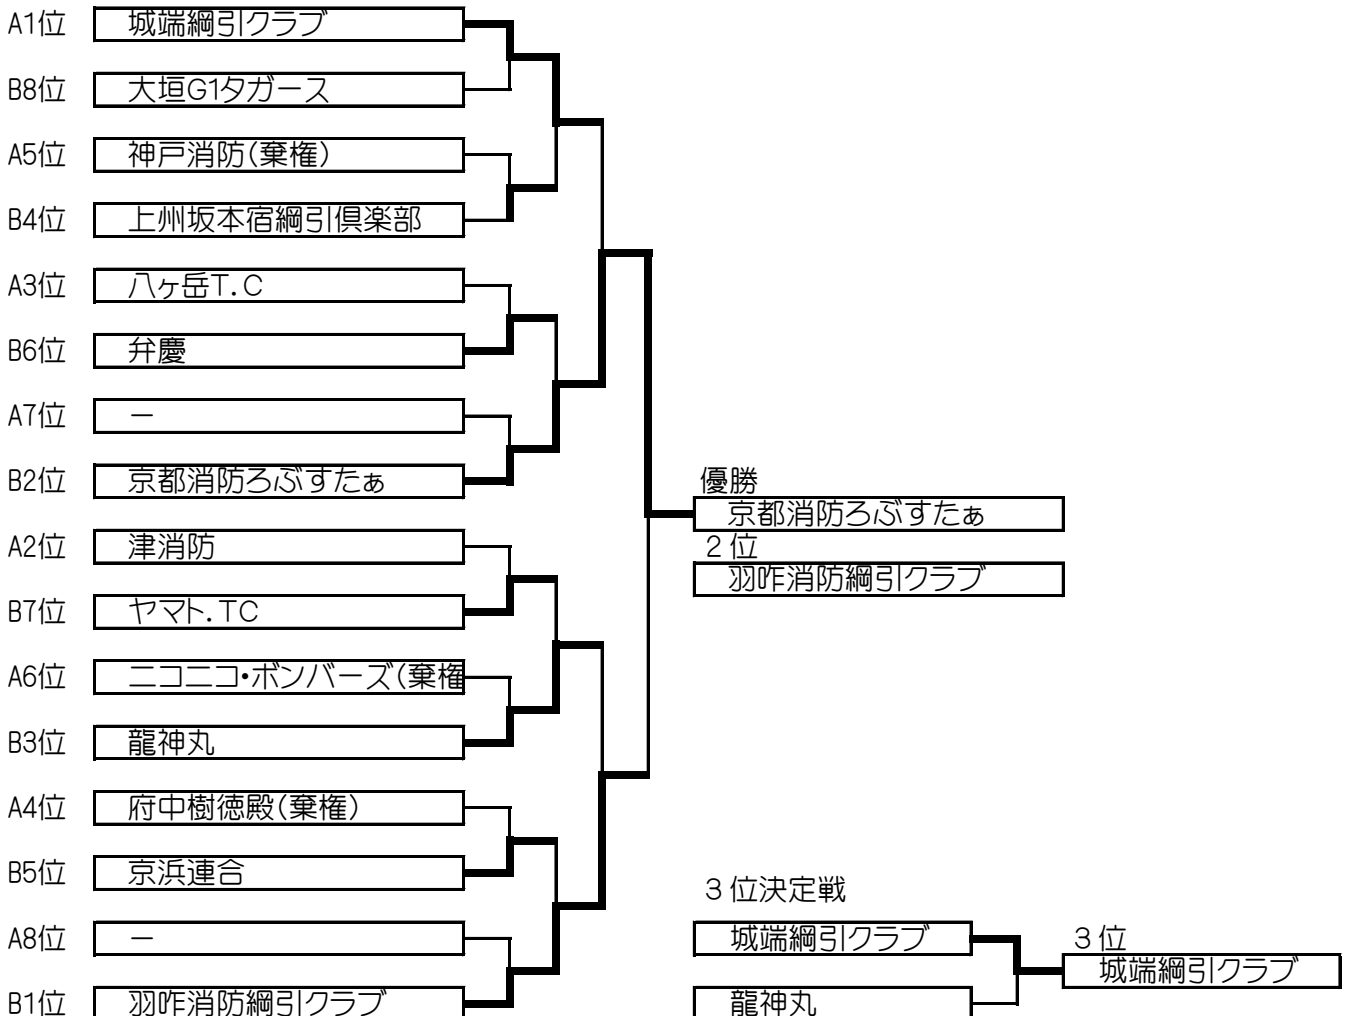 A1位 城端綱引クラブ
B8位 大垣G1タガース
A5位 神戸消防(棄権)
B4位 上州坂本宿綱引倶楽部
A3位 八ヶ岳T.C
B6位 弁慶
A7位 ー
B2位 京都消防ろぶすたぁ
A2位 津消防
B7位 ヤマト.TC
A6位 ニコニコ・ボンバーズ(棄権
B3位 龍神丸
A4位 府中樹徳殿(棄権)
B5位 京浜連合
A8位 ー
B1位 羽咋消防綱引クラブ
優勝
京都消防ろぶすたぁ
2位
羽咋消防綱引クラブ
3位決定戦
城端綱引クラブ
龍神丸
3位
城端綱引クラブ